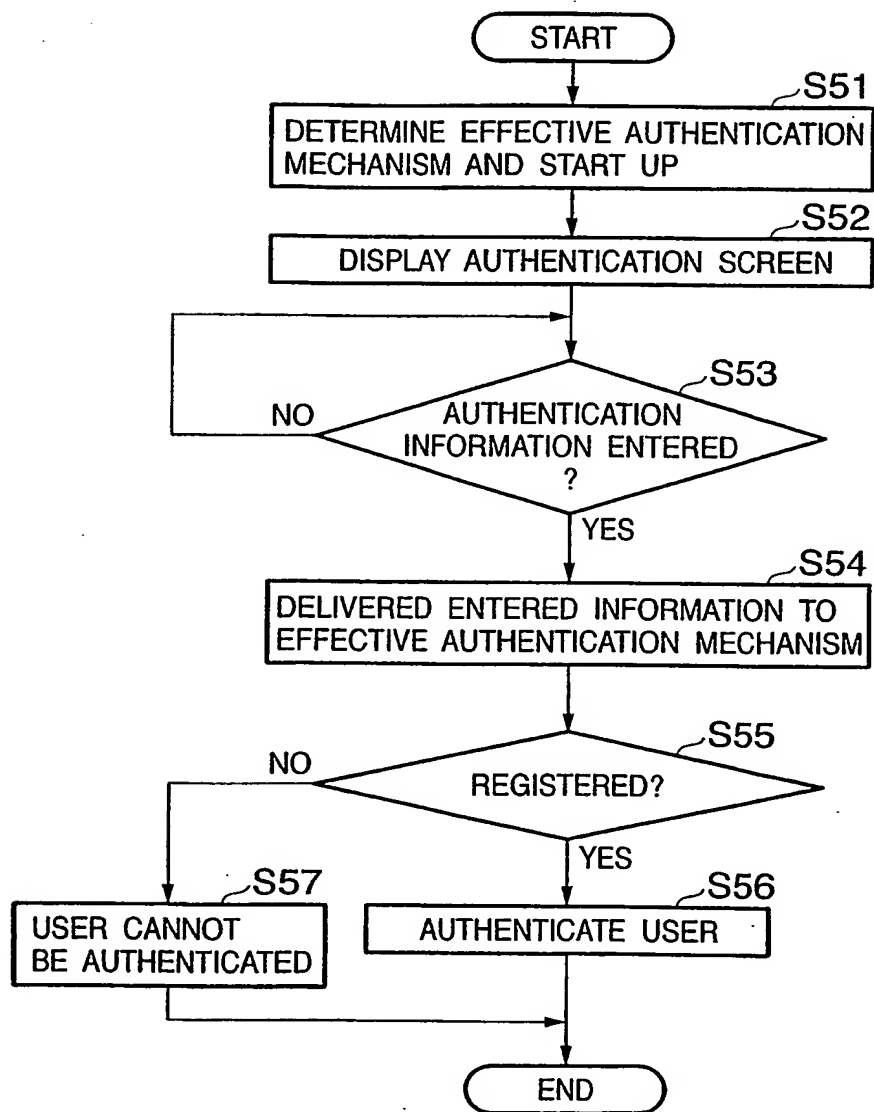 START
S51
DETERMINE EFFECTIVE AUTHENTICATION
MECHANISM AND START UP
S52
DISPLAY AUTHENTICATION SCREEN
S53
NO
AUTHENTICATION
INFORMATION ENTERED
?
YES
S54
DELIVERED ENTERED INFORMATION TO
EFFECTIVE AUTHENTICATION MECHANISM
S55
NO
REGISTERED?
YES
S57
S56
USER CANNOT
BE AUTHENTICATED
AUTHENTICATE USER
END